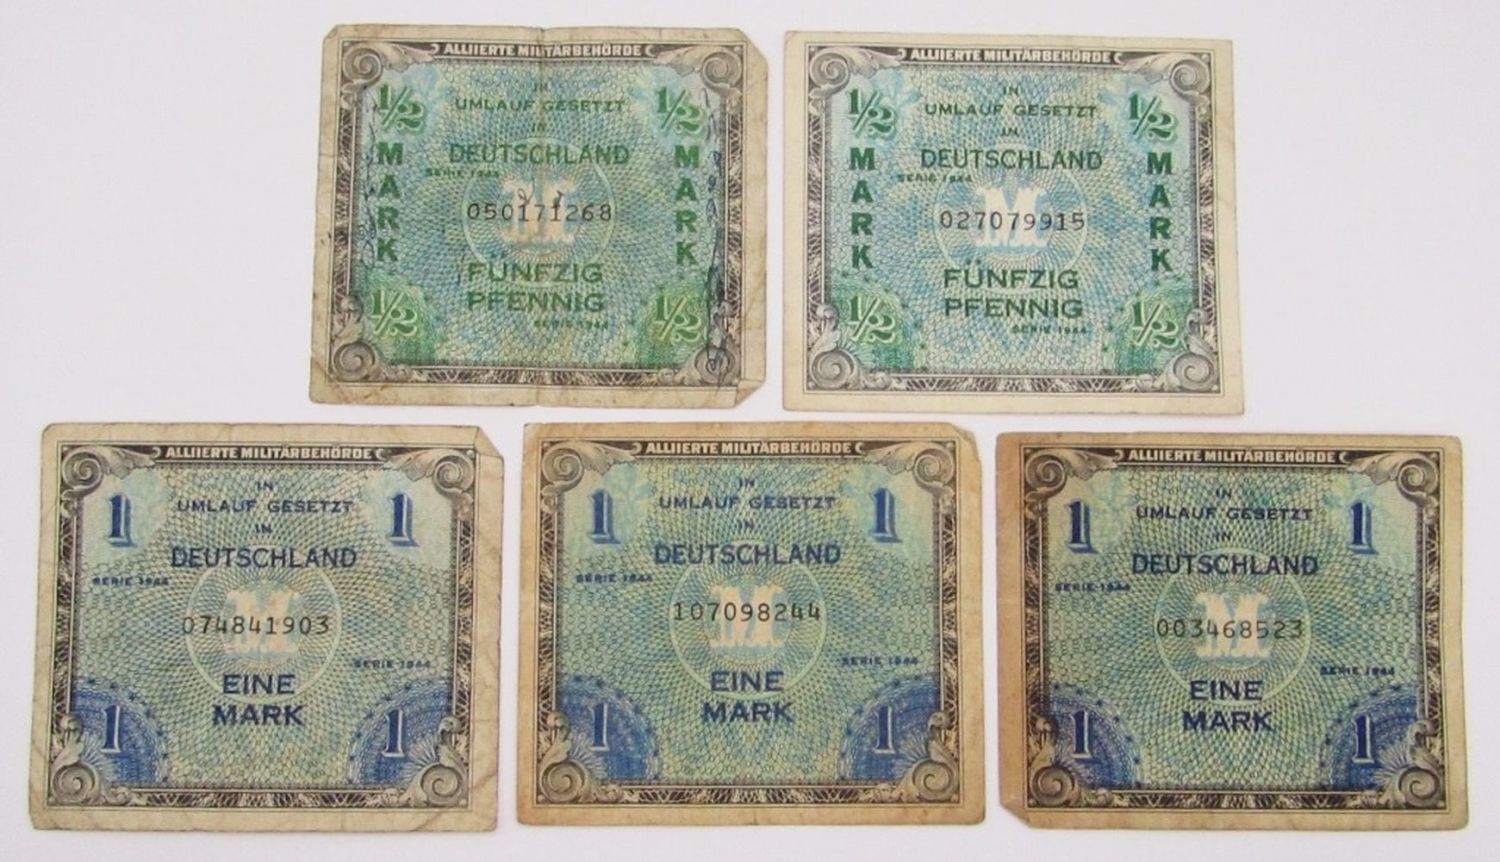 ALLIIERTE MILITÄRBEHÖRDE
IN
UMLAUF GESETZT
IN
DEUTSCHLAND
SERIE 1944
1/2 1/2
MARK MARK
050171268
FÜNFZIG
PFENNIG
1/2 1/2
SERIE 1944
ALLIIERTE MILITÄRBEHÖRDE
IN
UMLAUF GESETZT
IN
DEUTSCHLAND
SERIE 1944
1/2 1/2
MARK MARK
027079915
FÜNFZIG
PFENNIG
1/2 1/2
SERIE 1944
ALLIIERTE MILITÄRBEHÖRDE
IN
1 UMLAUF GESETZT 1
IN
DEUTSCHLAND
SERIE 1944
M
074841903
SERIE 1944
EINE
1 MARK 1
ALLIIERTE MILITÄRBEHÖRDE
IN
1 UMLAUF GESETZT 1
IN
DEUTSCHLAND
SERIE 1944
M
107098244
SERIE 1944
EINE
1 MARK 1
ALLIIERTE MILITÄRBEHÖRDE
IN
1 UMLAUF GESETZT 1
IN
DEUTSCHLAND
SERIE 1944
M
003468523
SERIE 1944
EINE
1 MARK 1